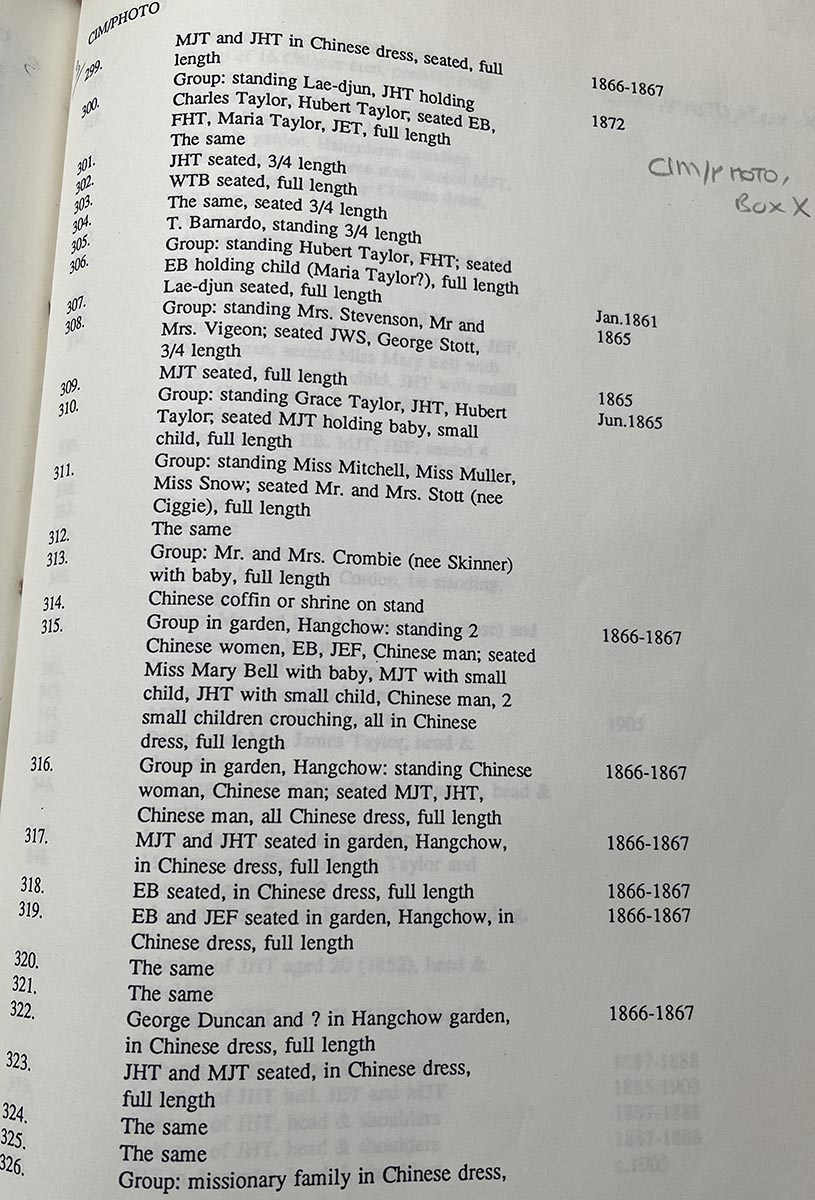 CIM/PHOTO
299. MJT and JHT in Chinese dress, seated, full 1866-1867
length
300. Group: standing Lae-djun, JHT holding 1872
Charles Taylor, Hubert Taylor; seated EB,
FHT, Maria Taylor, JET, full length
301. The same
302. JHT seated, 3/4 length
303. WTB seated, full length
304. The same, seated 3/4 length
305. T. Barnardo, standing 3/4 length
306. Group: standing Hubert Taylor, FHT; seated
EB holding child (Maria Taylor?), full length
307. Lae-djun seated, full length Jan.1861
308. Group: standing Mrs. Stevenson, Mr and 1865
Mrs. Vigeon; seated JWS, George Stott,
3/4 length
309. MJT seated, full length 1865
310. Group: standing Grace Taylor, JHT, Hubert Jun.1865
Taylor; seated MJT holding baby, small
child, full length
311. Group: standing Miss Mitchell, Miss Muller,
Miss Snow; seated Mr. and Mrs. Stott (nee
Ciggie), full length
312. The same
313. Group: Mr. and Mrs. Crombie (nee Skinner)
with baby, full length
314. Chinese coffin or shrine on stand
315. Group in garden, Hangchow: standing 2 1866-1867
Chinese women, EB, JEF, Chinese man; seated
Miss Mary Bell with baby, MJT with small
child, JHT with small child, Chinese man, 2
small children crouching, all in Chinese
dress, full length
316. Group in garden, Hangchow: standing Chinese 1866-1867
woman, Chinese man; seated MJT, JHT,
Chinese man, all Chinese dress, full length
317. MJT and JHT seated in garden, Hangchow, 1866-1867
in Chinese dress, full length
318. EB seated, in Chinese dress, full length 1866-1867
319. EB and JEF seated in garden, Hangchow, in 1866-1867
Chinese dress, full length
320. The same
321. The same
322. George Duncan and ? in Hangchow garden, 1866-1867
in Chinese dress, full length
323. JHT and MJT seated, in Chinese dress,
full length
324. The same
325. The same
326. Group: missionary family in Chinese dress,
CIM/PHOTO,
Box X